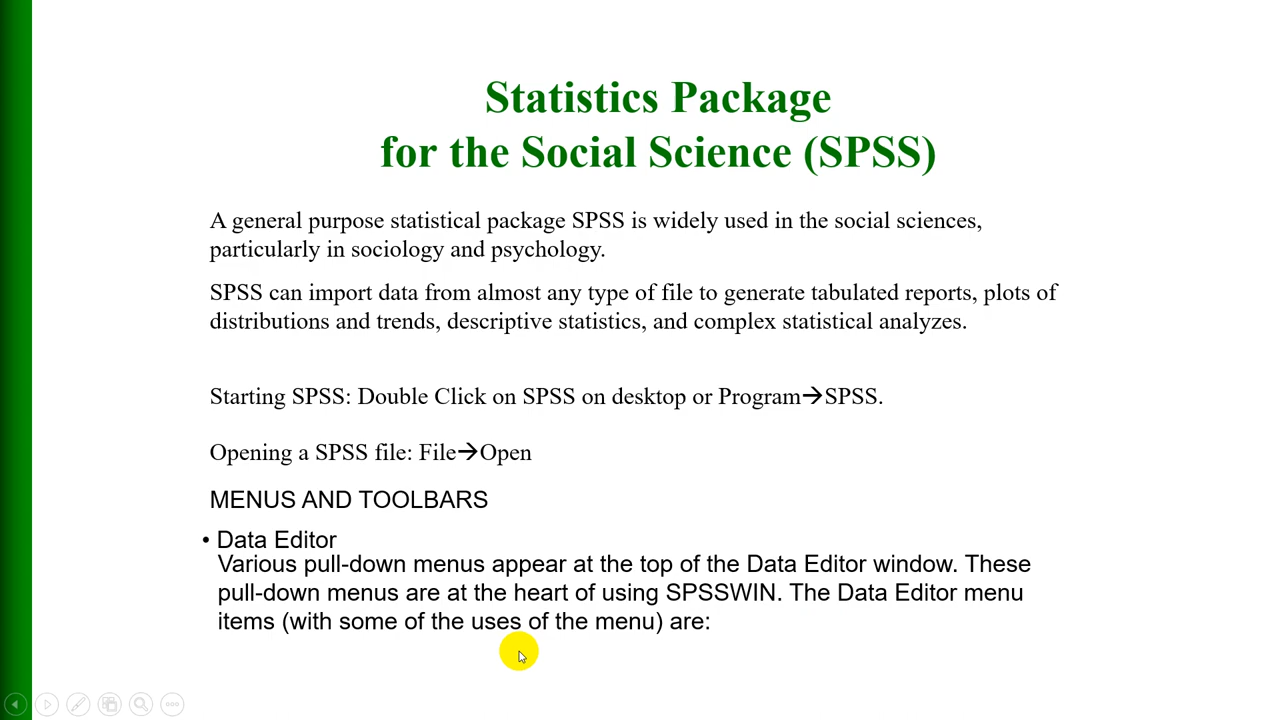 Statistics Package
for the Social Science (SPSS)
A general purpose statistical package SPSS is widely used in the social sciences,
particularly in sociology and psychology.
SPSS can import data from almost any type of file to generate tabulated reports, plots of
distributions and trends, descriptive statistics, and complex statistical analyzes.
Starting SPSS: Double Click on SPSS on desktop or Program→SPSS.
Opening a SPSS file: File→Open
MENUS AND TOOLBARS
• Data Editor
Various pull-down menus appear at the top of the Data Editor window. These
pull-down menus are at the heart of using SPSSWIN. The Data Editor menu
items (with some of the uses of the menu) are: